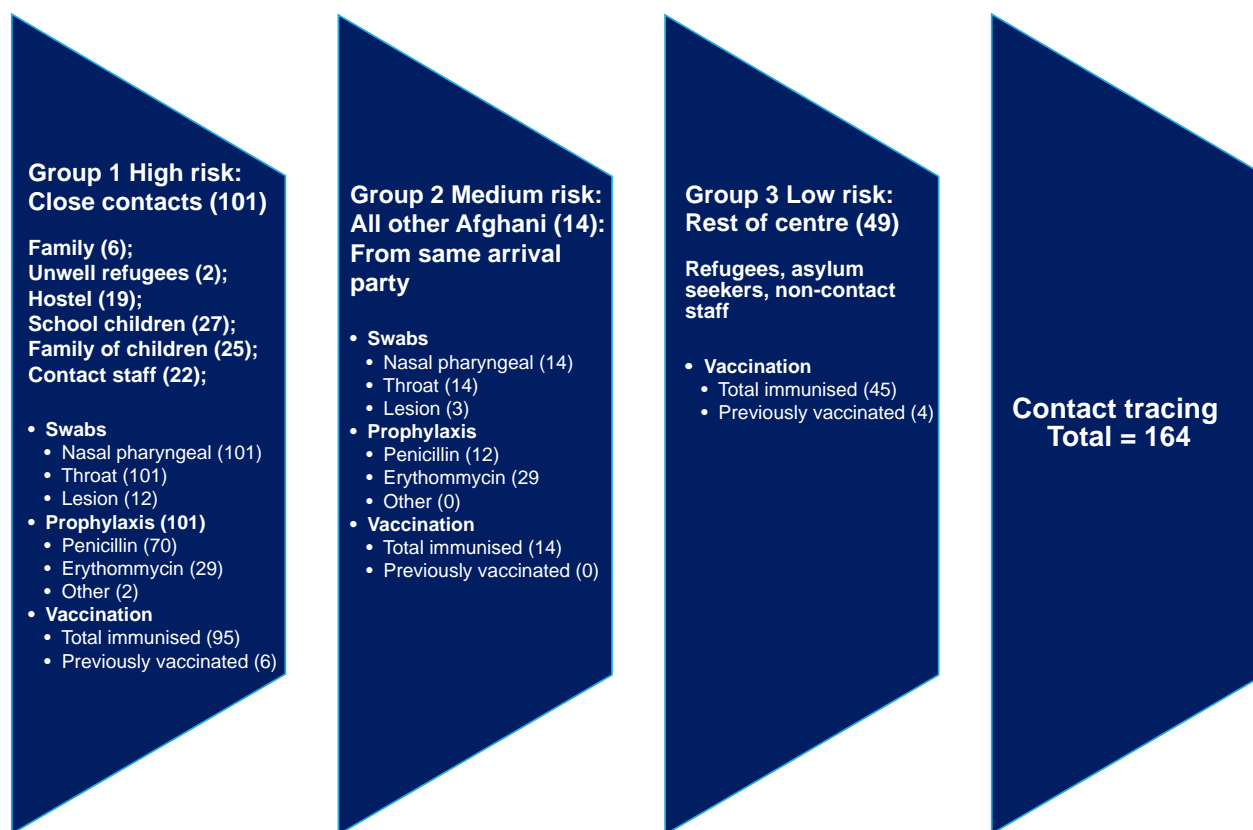 Group 1 High risk:
Close contacts (101)
Family (6);
Unwell refugees (2);
Hostel (19);
School children (27);
Family of children (25);
Contact staff (22);
• Swabs
• Nasal pharyngeal (101)
• Throat (101)
• Lesion (12)
• Prophylaxis (101)
• Penicillin (70)
• Erythommycin (29)
• Other (2)
• Vaccination
• Total immunised (95)
• Previously vaccinated (6)
Group 2 Medium risk:
All other Afghani (14):
From same arrival
party
• Swabs
• Nasal pharyngeal (14)
• Throat (14)
• Lesion (3)
• Prophylaxis
• Penicillin (12)
• Erythommycin (29
• Other (0)
• Vaccination
• Total immunised (14)
• Previously vaccinated (0)
Group 3 Low risk:
Rest of centre (49)
Refugees, asylum
seekers, non-contact
staff
• Vaccination
• Total immunised (45)
• Previously vaccinated (4)
Contact tracing
Total = 164